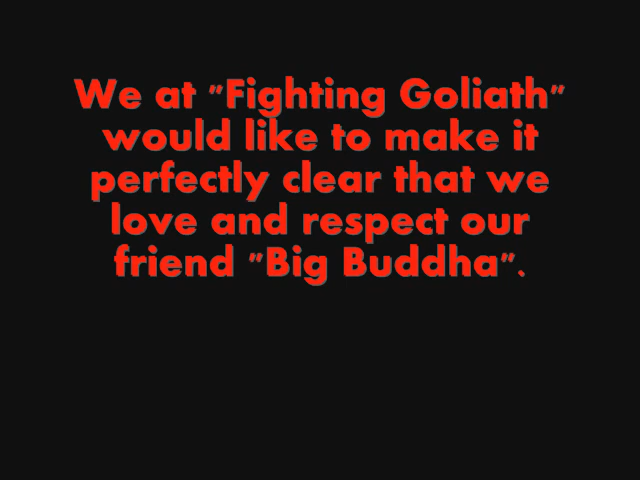 We at "Fighting Goliath"
would like to make it
perfectly clear that we
love and respect our
friend "Big Buddha".